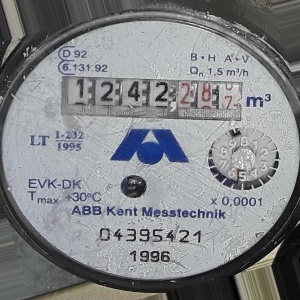 D 92
6.131.92
B • H A • V
Qn 1,5 m³/h
1 2 4 2 2 8 7 m³
LT 1-232
1995
EVK-DK
Tmax +30°C
x 0,0001
ABB Kent Messtechnik
04395421
1996